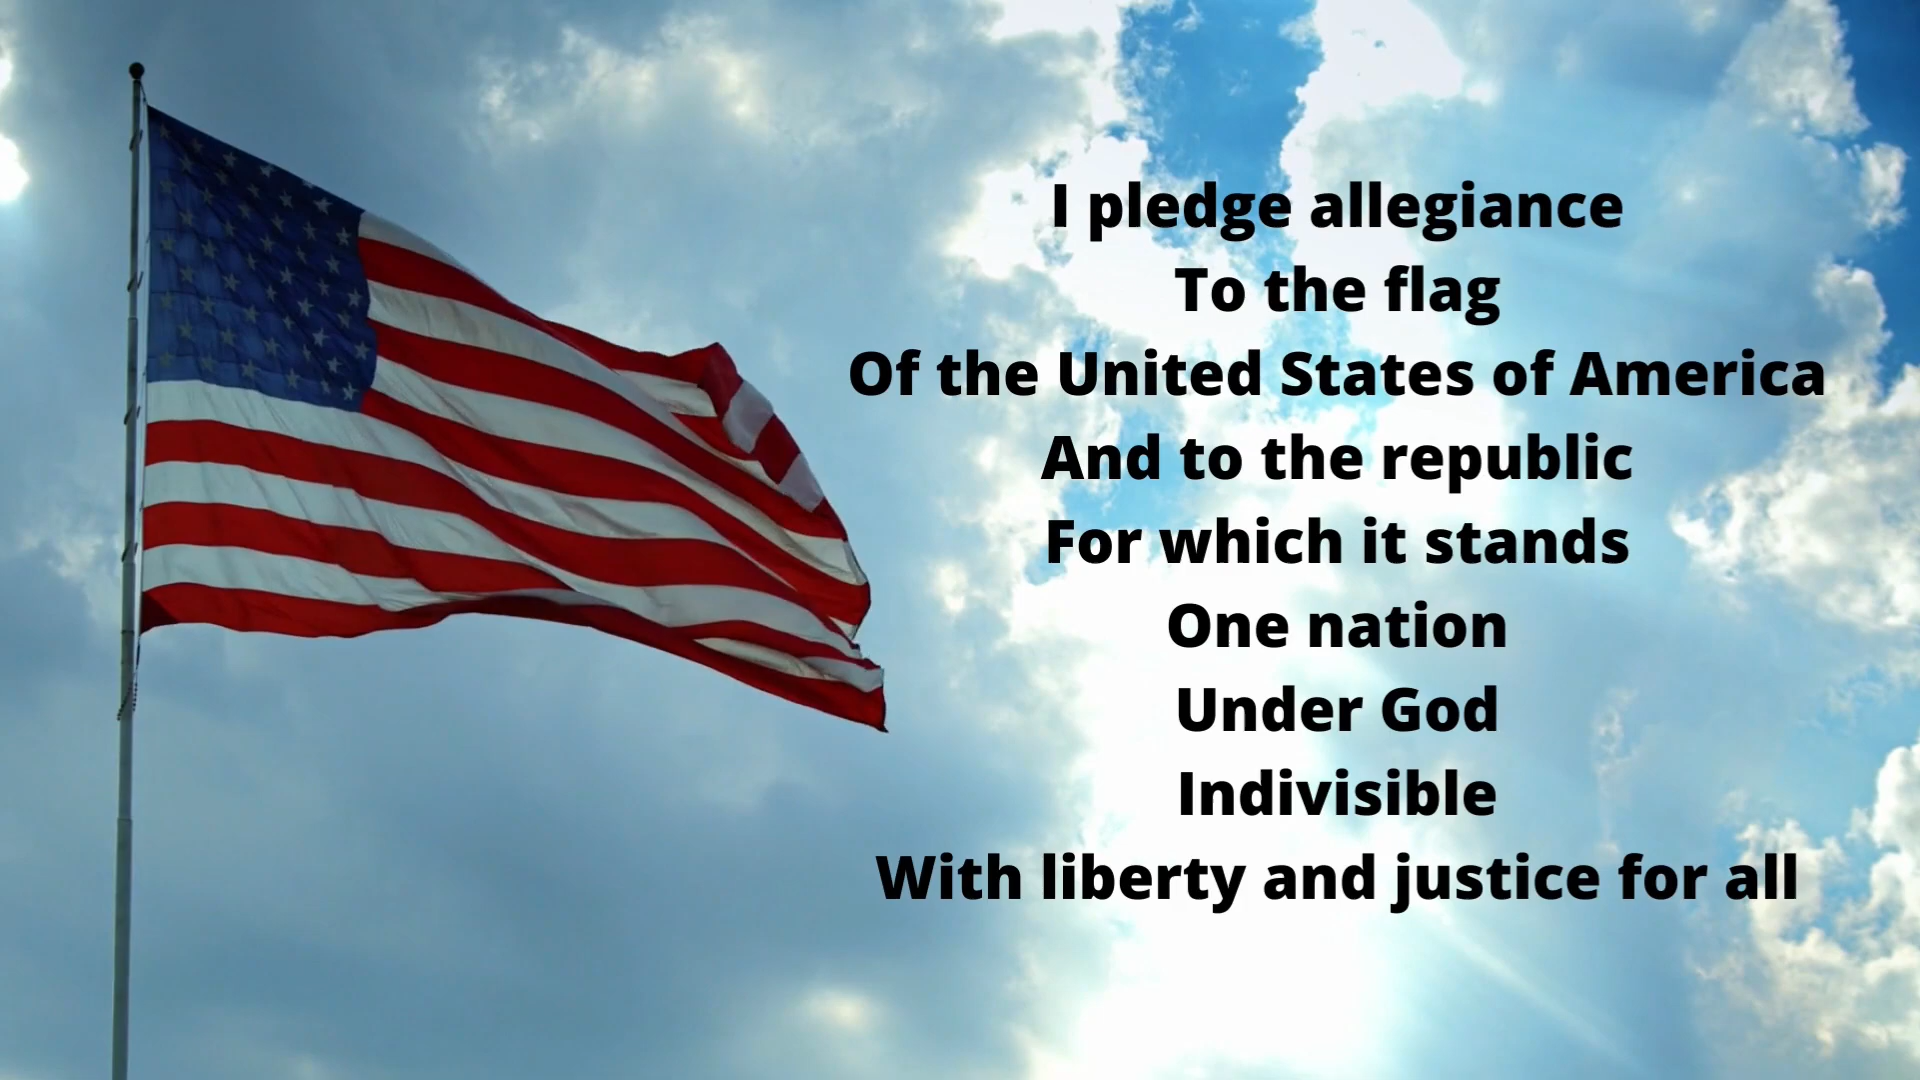 I pledge allegiance
To the flag
Of the United States of America
And to the republic
For which it stands
One nation
Under God
Indivisible
With liberty and justice for all